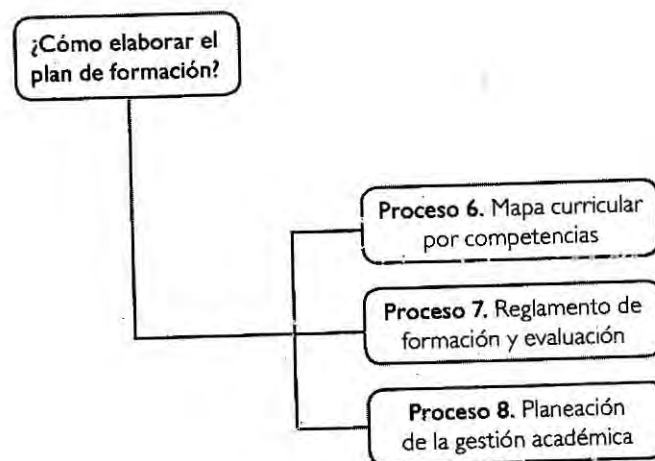 ¿Cómo elaborar el
plan de formación?
Proceso 6. Mapa curricular
por competencias
Proceso 7. Reglamento de
formación y evaluación
Proceso 8. Planeación
de la gestión académica